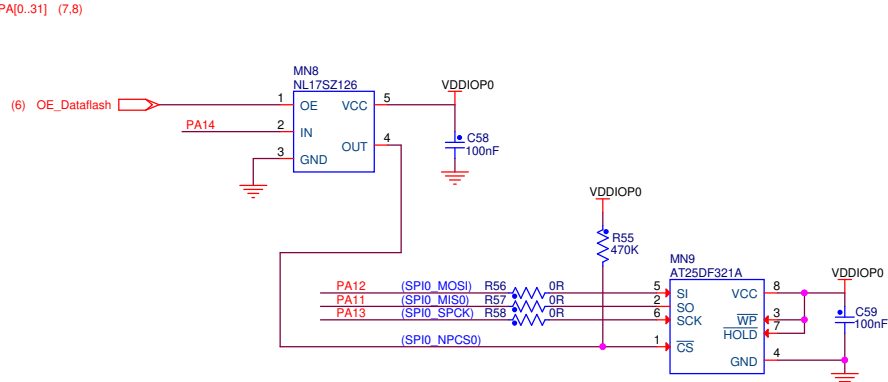 PA[0..31] (7,8)
MN8
NL17SZ126
VDDIOP0
(6) OE_Dataflash
1 OE VCC 5
PA14 2 IN
OUT 4
3 GND
C58
100nF
VDDIOP0
R55
470K
MN9
AT25DF321A
VDDIOP0
PA12 (SPI0_MOSI) R56 0R 5 SI VCC 8
PA11 (SPI0_MIS0) R57 0R 2 SO
PA13 (SPI0_SPCK) R58 0R 6 SCK WP 3
HOLD 7
C59
100nF
(SPI0_NPCS0) 1 CS
GND 4